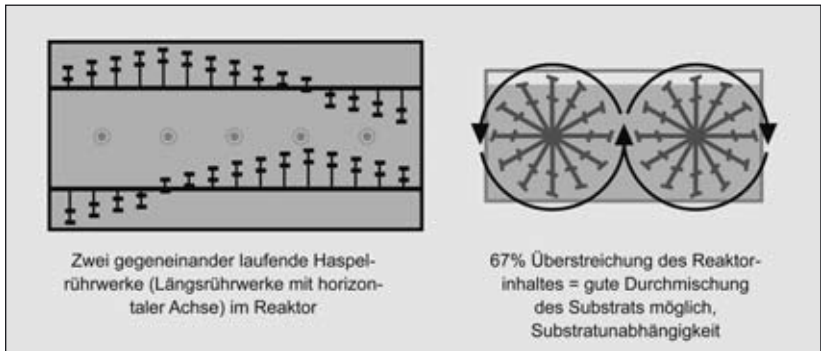 Zwei gegeneinander laufende Haspel-
rührwerke (Längsrührwerke mit horizon-
taler Achse) im Reaktor
67% Überstreichung des Reaktor-
inhaltes = gute Durchmischung
des Substrats möglich,
Substratunabhängigkeit